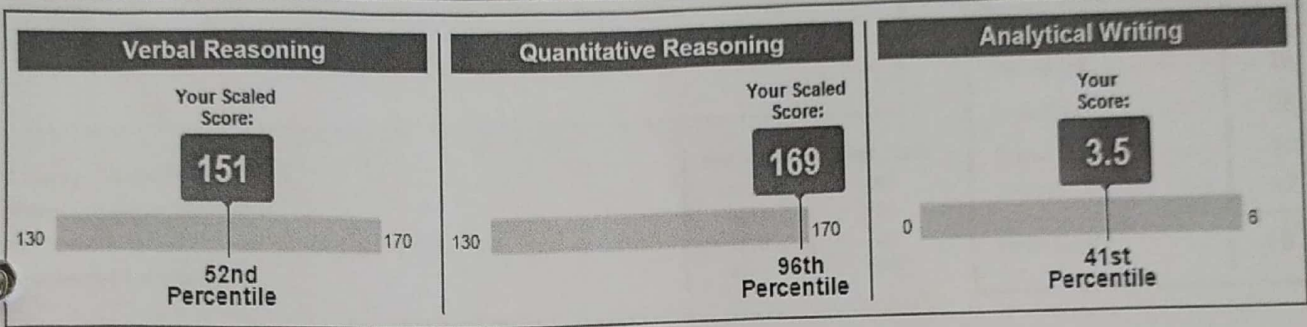 Verbal Reasoning
Your Scaled
Score:
151
130
170
52nd
Percentile
Quantitative Reasoning
Your Scaled
Score:
169
130
170
96th
Percentile
Analytical Writing
Your
Score:
3.5
0
6
41st
Percentile